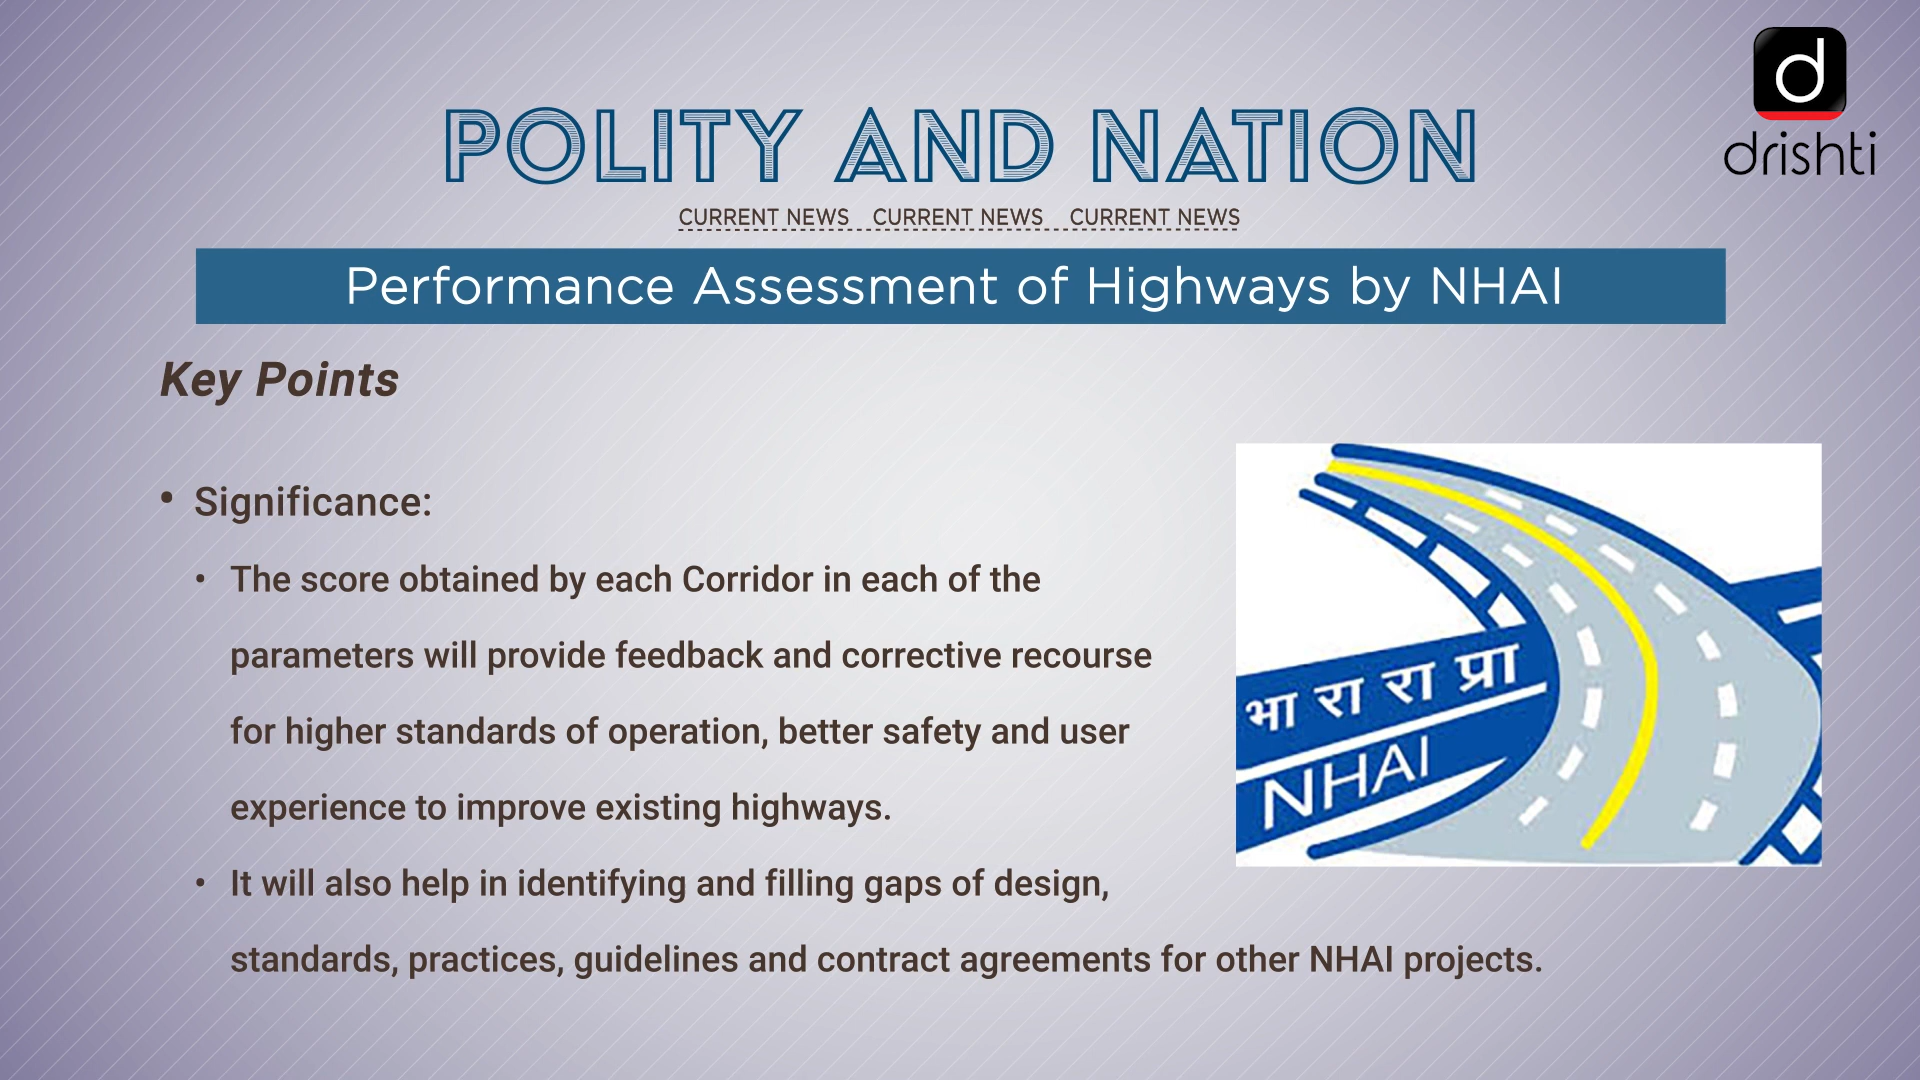 d
drishti
POLITY AND NATION
CURRENT NEWS CURRENT NEWS CURRENT NEWS
Performance Assessment of Highways by NHAI
Key Points
• Significance:
• The score obtained by each Corridor in each of the
parameters will provide feedback and corrective recourse
for higher standards of operation, better safety and user
experience to improve existing highways.
• It will also help in identifying and filling gaps of design,
standards, practices, guidelines and contract agreements for other NHAI projects.
भा रा रा प्रा
NHAI